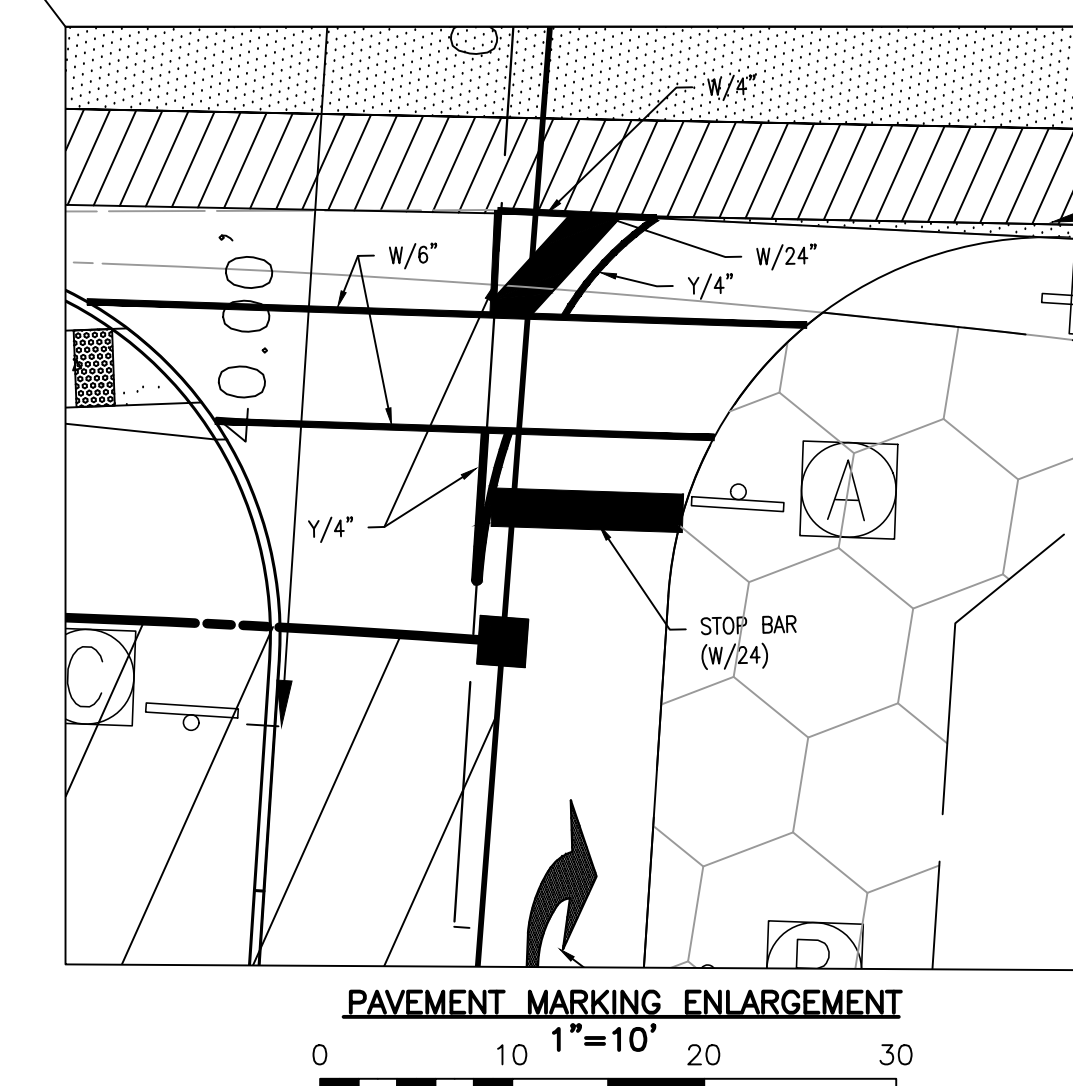 W/4"
W/6"
W/24"
Y/4"
A
Y/4"
STOP BAR
(W/24)
C
PAVEMENT MARKING ENLARGEMENT
1"=10'
0 10 20 30